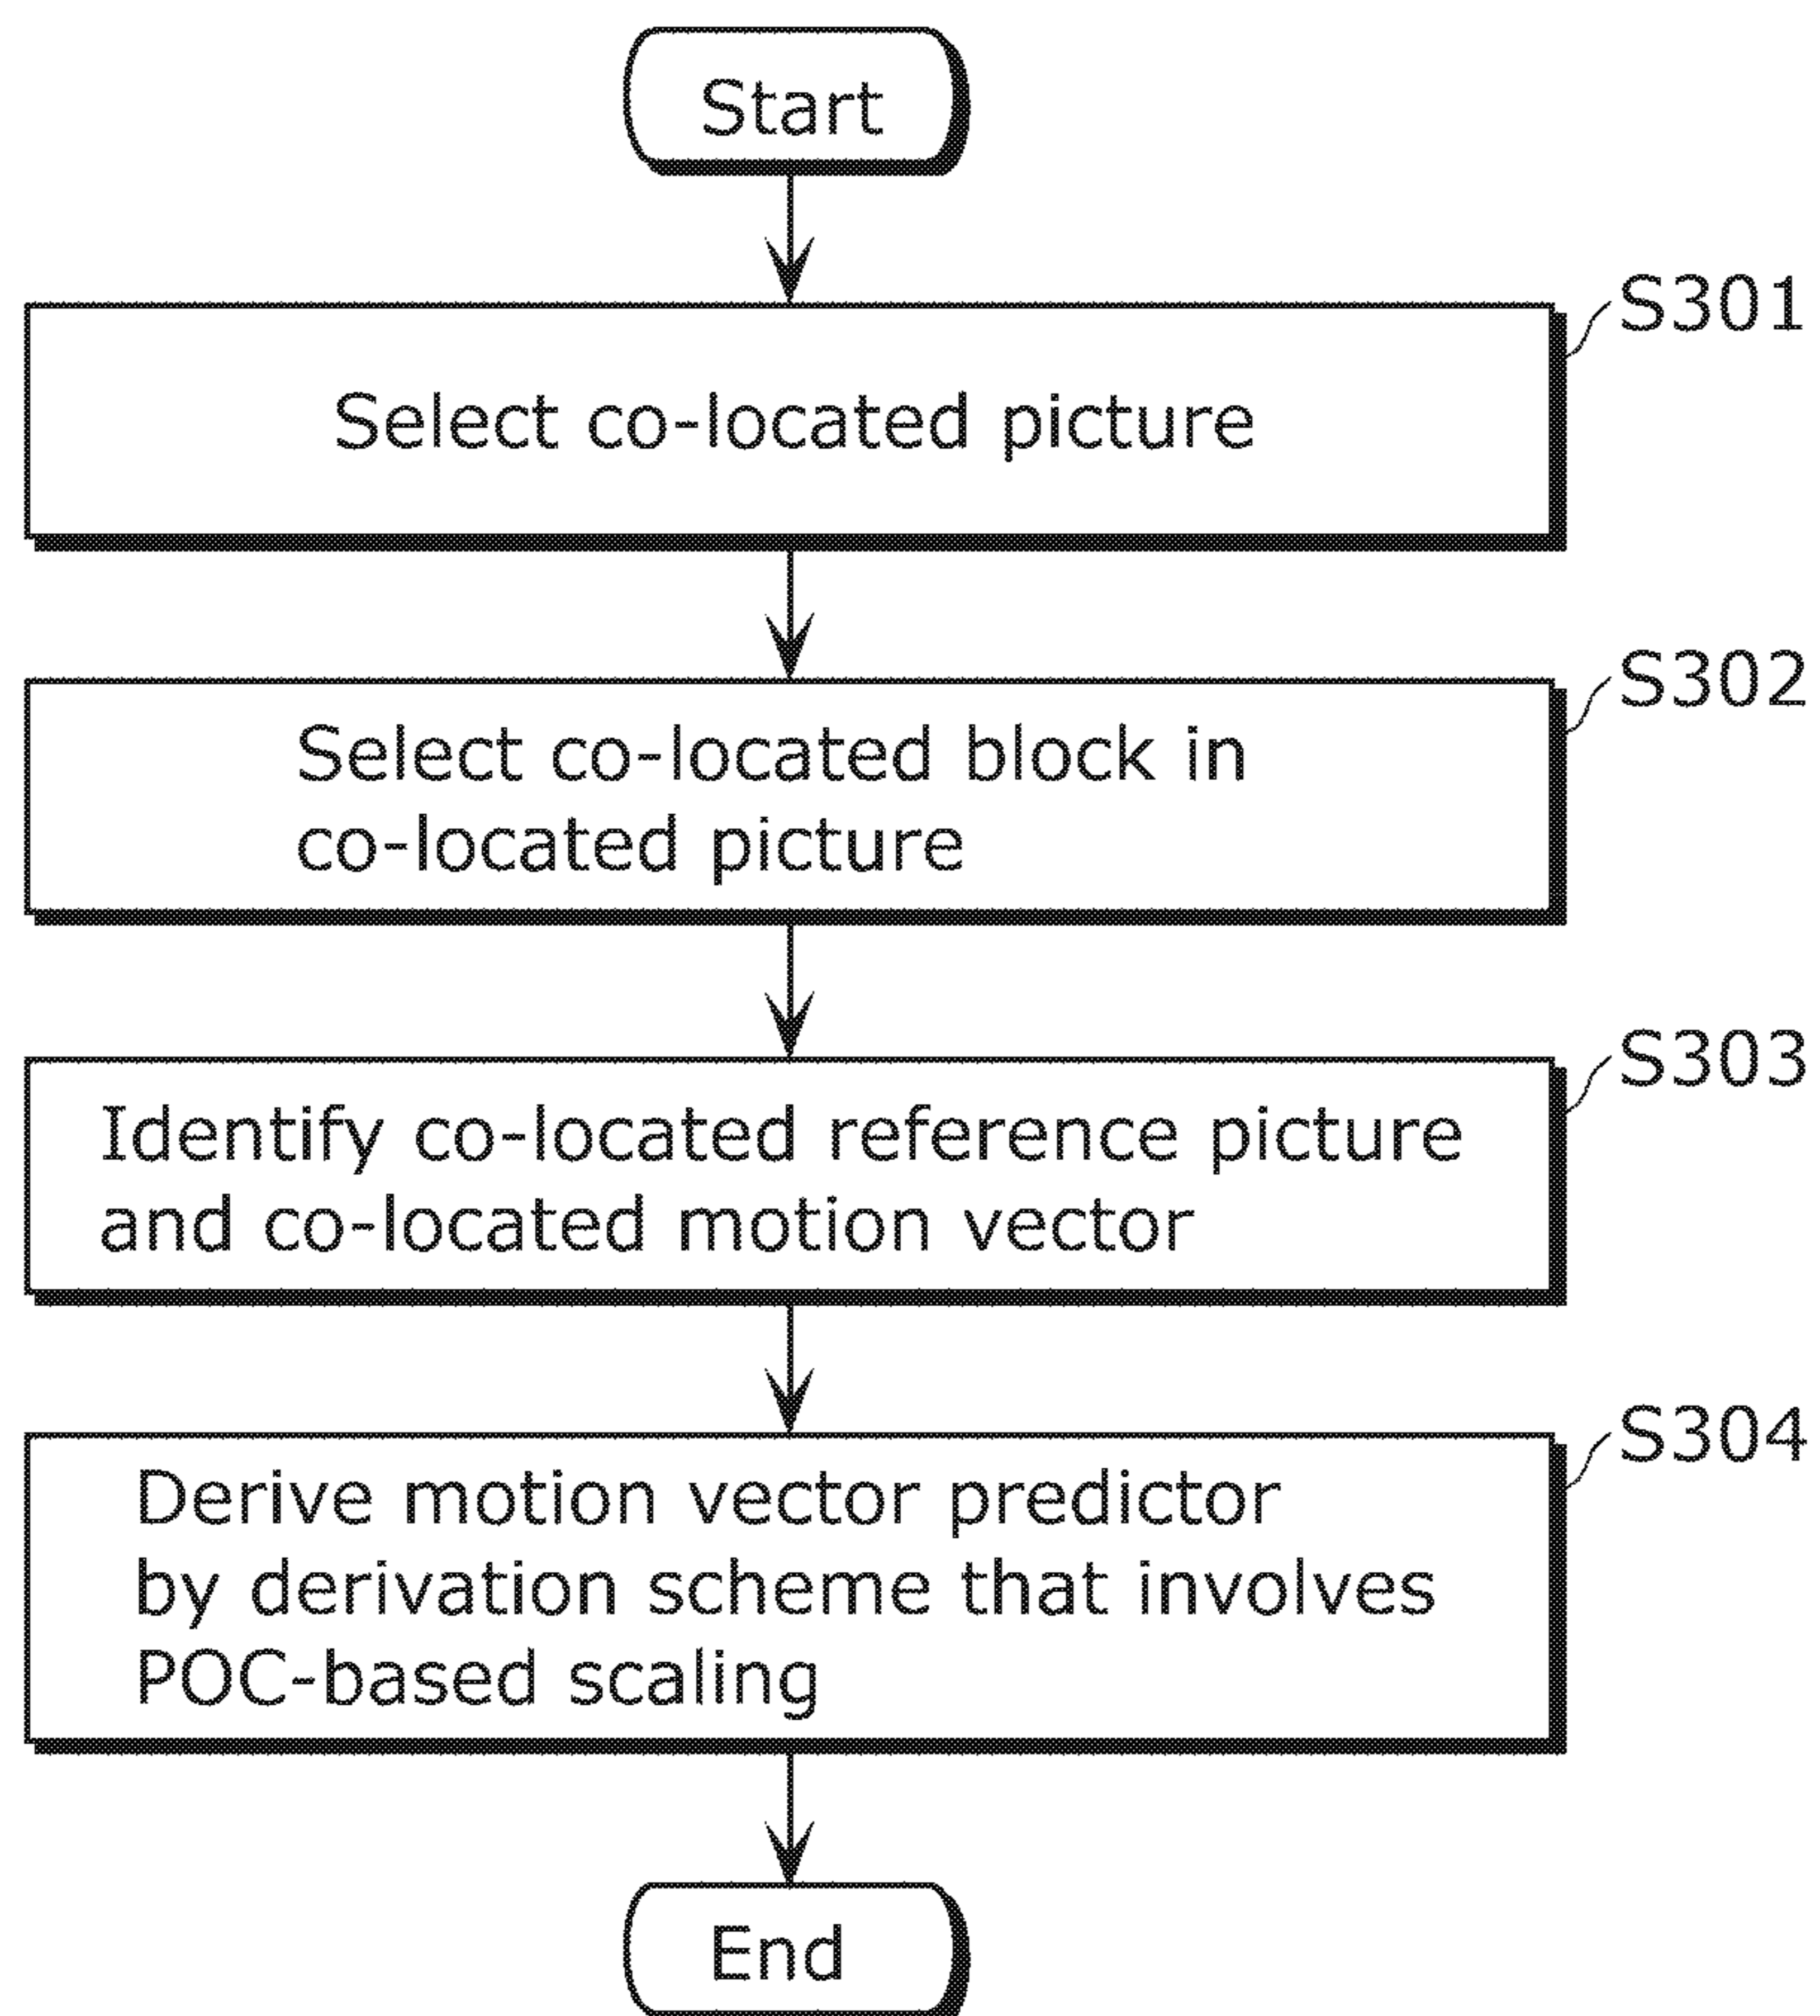 Start
S301
Select co-located picture
S302
Select co-located block in
co-located picture
S303
Identify co-located reference picture
and co-located motion vector
S304
Derive motion vector predictor
by derivation scheme that involves
POC-based scaling
End